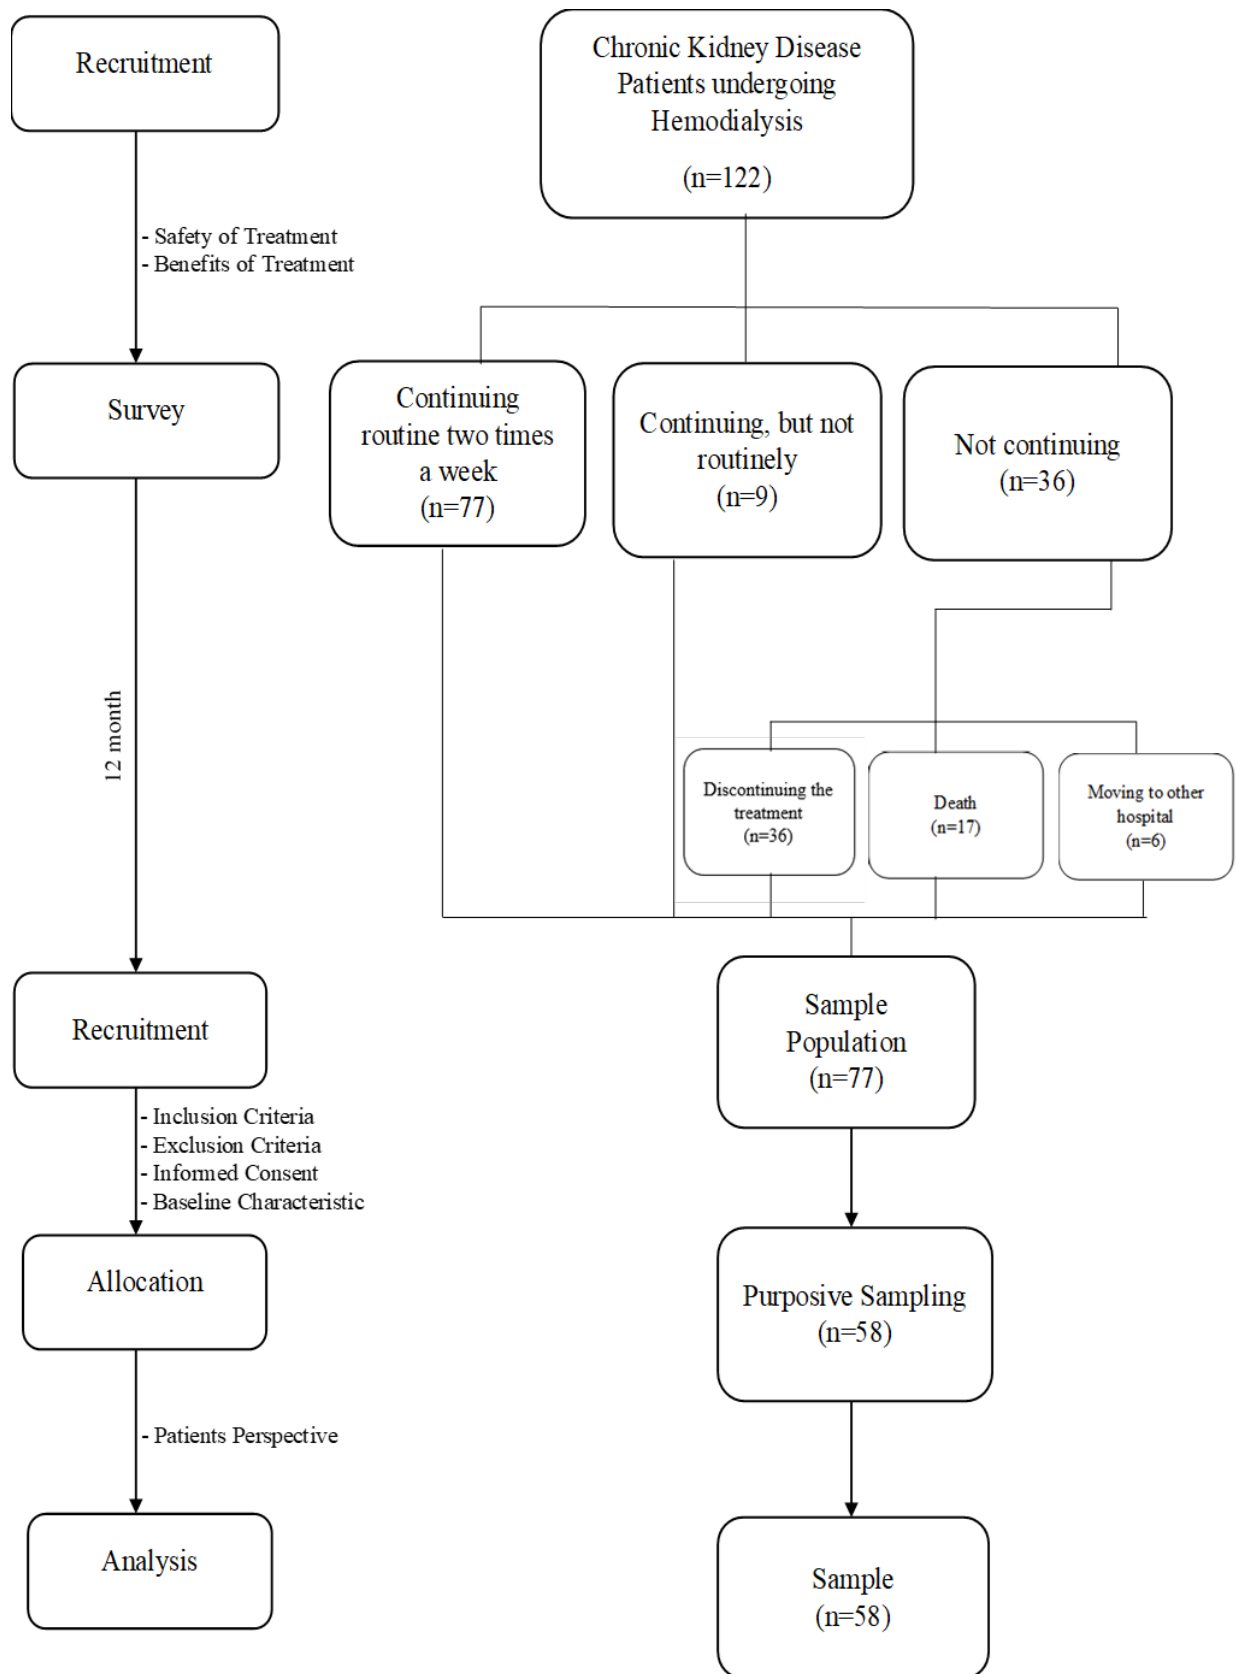 Recruitment
- Safety of Treatment
- Benefits of Treatment
Survey
12 month
Recruitment
- Inclusion Criteria
- Exclusion Criteria
- Informed Consent
- Baseline Characteristic
Allocation
- Patients Perspective
Analysis
Chronic Kidney Disease
Patients undergoing
Hemodialysis
(n=122)
Continuing
routine two times
a week
(n=77)
Continuing, but not
routinely
(n=9)
Not continuing
(n=36)
Discontinuing the
treatment
(n=36)
Death
(n=17)
Moving to other
hospital
(n=6)
Sample
Population
(n=77)
Purposive Sampling
(n=58)
Sample
(n=58)